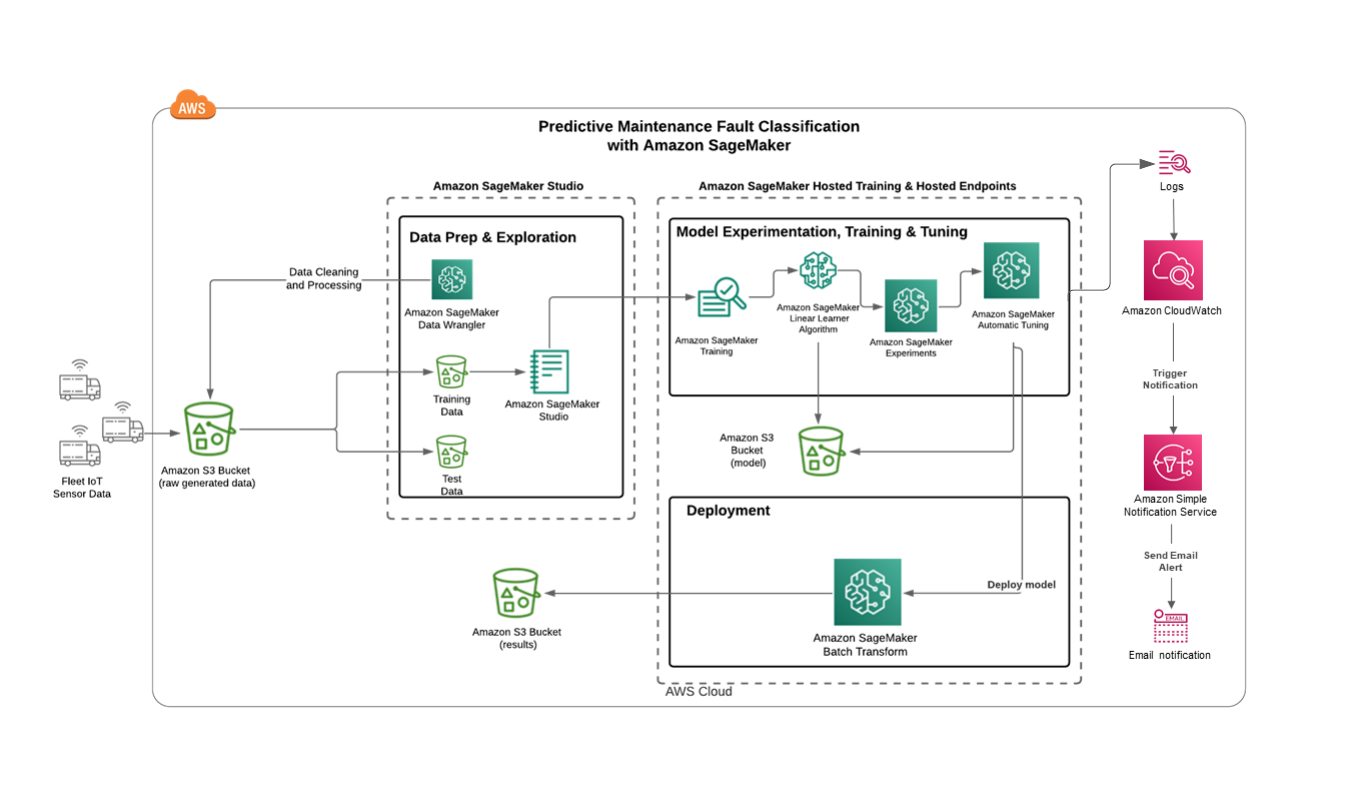 AWS
Predictive Maintenance Fault Classification
with Amazon SageMaker
Amazon SageMaker Studio
Data Prep & Exploration
Data Cleaning
and Processing
Amazon SageMaker
Data Wrangler
Fleet IoT
Sensor Data
Amazon S3 Bucket
(raw generated data)
Training
Data
Amazon SageMaker
Studio
Test
Data
Amazon SageMaker Hosted Training & Hosted Endpoints
Model Experimentation, Training & Tuning
Amazon SageMaker
Training
Amazon SageMaker
Linear Learner
Algorithm
Amazon SageMaker
Experiments
Amazon SageMaker
Automatic Tuning
Amazon S3
Bucket
(model)
Deployment
Deploy model
Amazon SageMaker
Batch Transform
Amazon S3 Bucket
(results)
AWS Cloud
Logs
Amazon CloudWatch
Trigger
Notification
Amazon Simple
Notification Service
Send Email
Alert
EMAIL
Email notification